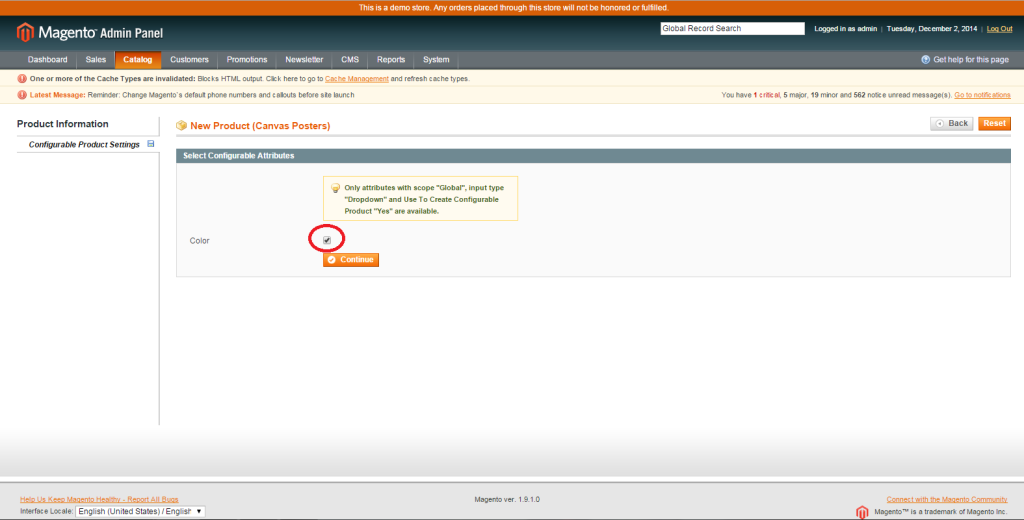 This is a demo store. Any orders placed through this store will not be honored or fulfilled.
Magento Admin Panel
Global Record Search
Logged in as admin | Tuesday, December 2, 2014 | Log Out
Dashboard Sales Catalog Customers Promotions Newsletter CMS Reports System
Get help for this page
One or more of the Cache Types are invalidated: Blocks HTML output. Click here to go to Cache Management and refresh cache types.
Latest Message: Reminder: Change Magento`s default phone numbers and callouts before site launch
You have 1 critical, 5 major, 19 minor and 562 notice unread message(s). Go to notifications
Product Information
Configurable Product Settings
New Product (Canvas Posters)
Back Reset
Select Configurable Attributes
Only attributes with scope "Global", input type
"Dropdown" and Use To Create Configurable
Product "Yes" are available.
Color
Continue
Help Us Keep Magento Healthy - Report All Bugs
Interface Locale: English (United States) / English
Magento ver. 1.9.1.0
Connect with the Magento Community
Magento™ is a trademark of Magento Inc.